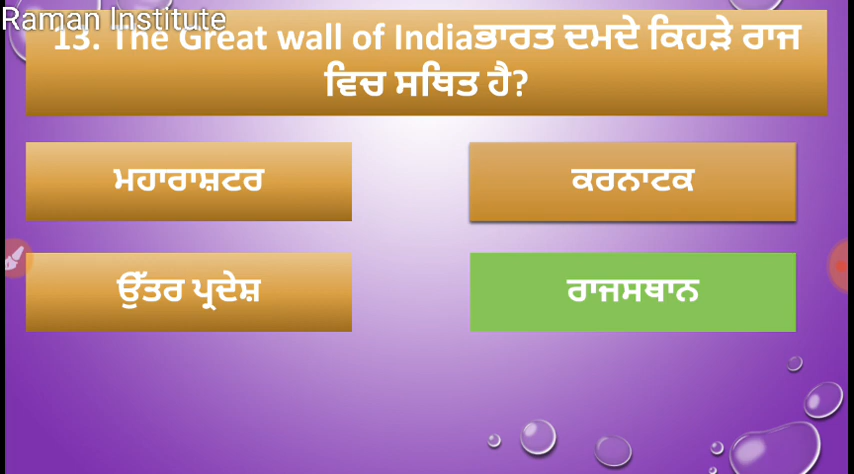 Raman Institute
13. The Great wall of Indiaਭਾਰਤ ਦਮਦੇ ਕਿਹੜੇ ਰਾਜ
ਵਿਚ ਸਥਿਤ ਹੈ?
ਮਹਾਰਾਸ਼ਟਰ
ਕਰਨਾਟਕ
ਉੱਤਰ ਪ੍ਰਦੇਸ਼
ਰਾਜਸਥਾਨ